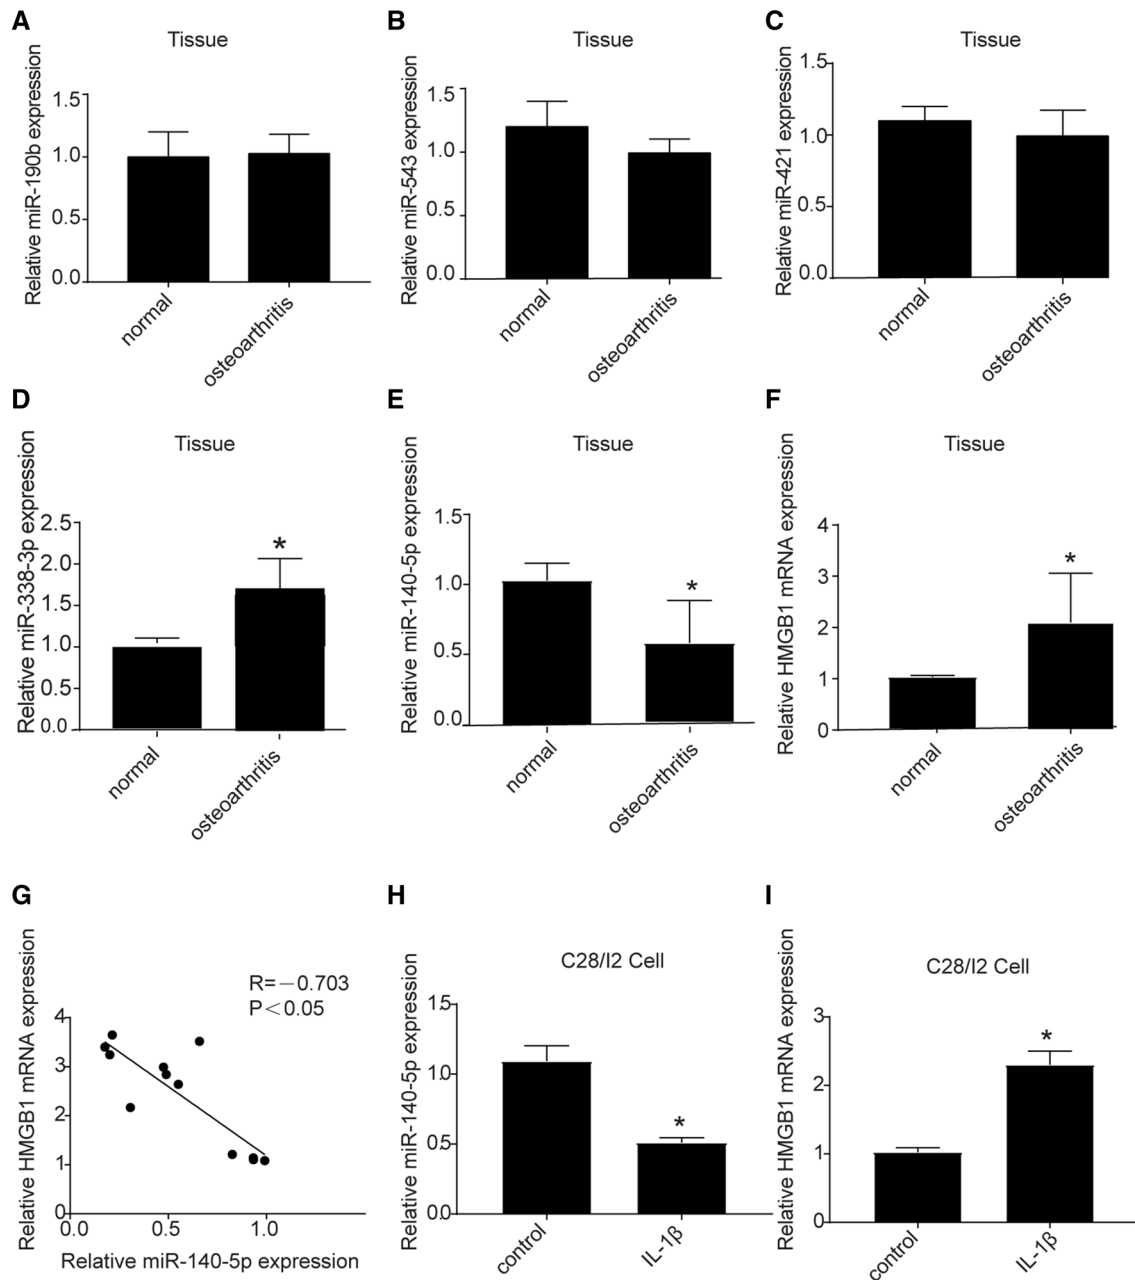 A
Tissue
Relative miR-190b expression
1.5
1.0
0.5
0.0
normal
osteoarthritis
B
Tissue
Relative miR-543 expression
1.5
1.0
0.5
0.0
normal
osteoarthritis
C
Tissue
Relative miR-421 expression
1.5
1.0
0.5
0.0
normal
osteoarthritis
D
Tissue
Relative miR-338-3p expression
2.5
2.0
1.5
1.0
0.5
0.0
*
normal
osteoarthritis
E
Tissue
Relative miR-140-5p expression
1.5
1.0
0.5
0.0
*
normal
osteoarthritis
F
Tissue
Relative HMGB1 mRNA expression
4
3
2
1
0
*
normal
osteoarthritis
G
R=−0.703
P<0.05
Relative HMGB1 mRNA expression
4
3
2
1
0
0.0 0.5 1.0
Relative miR-140-5p expression
H
C28/I2 Cell
Relative miR-140-5p expression
1.5
1.0
0.5
0.0
*
control
IL-1β
I
C28/I2 Cell
Relative HMGB1 mRNA expression
3
2
1
0
*
control
IL-1β